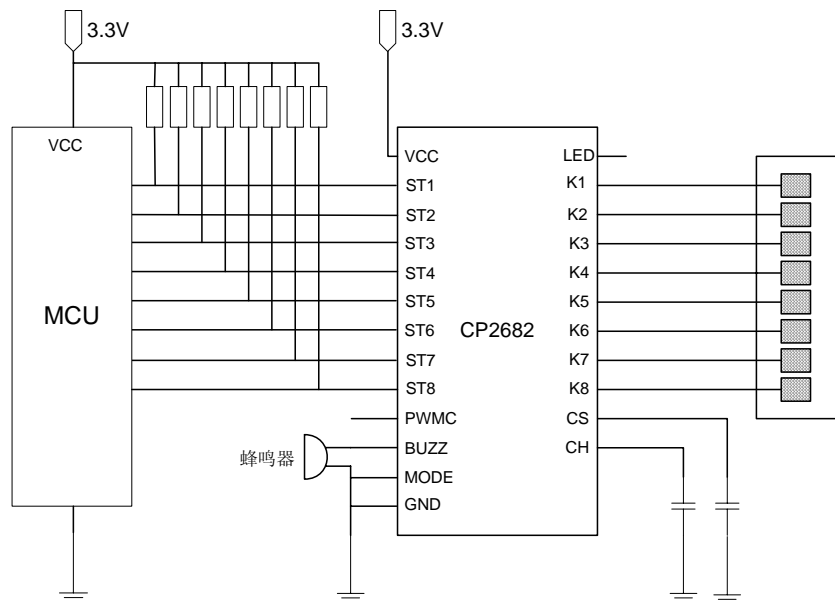 3.3V
3.3V
VCC
MCU
VCC
ST1
ST2
ST3
ST4
ST5
ST6
ST7
ST8
PWMC
BUZZ
MODE
GND
CP2682
LED
K1
K2
K3
K4
K5
K6
K7
K8
CS
CH
蜂鸣器